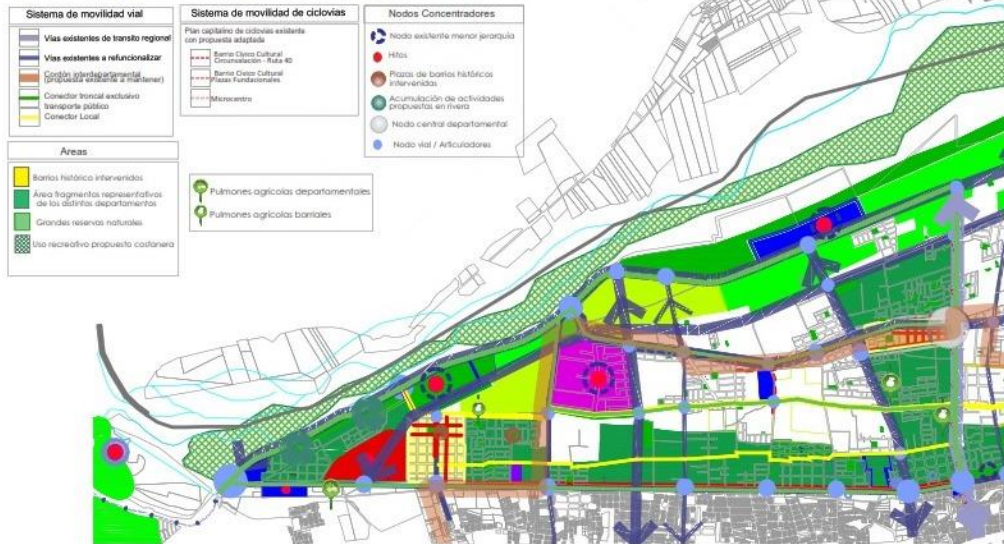 Sistema de movilidad vial
Vías existentes de transito regional
Vías existentes a refuncionalizar
Cordón interdepartamental
(propuesta existente a mantener)
Conector troncal exclusivo
transporte público
Conector Local
Sistema de movilidad de ciclovias
Plan capitalino de ciclovias existente
con propuesta adaptada
Barrio Cívico Cultural
Circunvalación - Ruta 40
Barrio Cívico Cultural
Plazas Fundacionales
Microcentro
Nodos Concentradores
Nodo existente menor jerarquía
Hitos
Plazas de barrios históricos
intervenidos
Acumulación de actividades
propuestas en rivera
Nodo central departamental
Nodo vial / Articuladores
Areas
Barrios histórico intervenidos
Área fragmentos representativos
de los distintos departamentos
Grandes reservas naturales
Uso recreativo propuesto costanera
Pulmones agrícolas departamentales
Pulmones agrícolas barriales